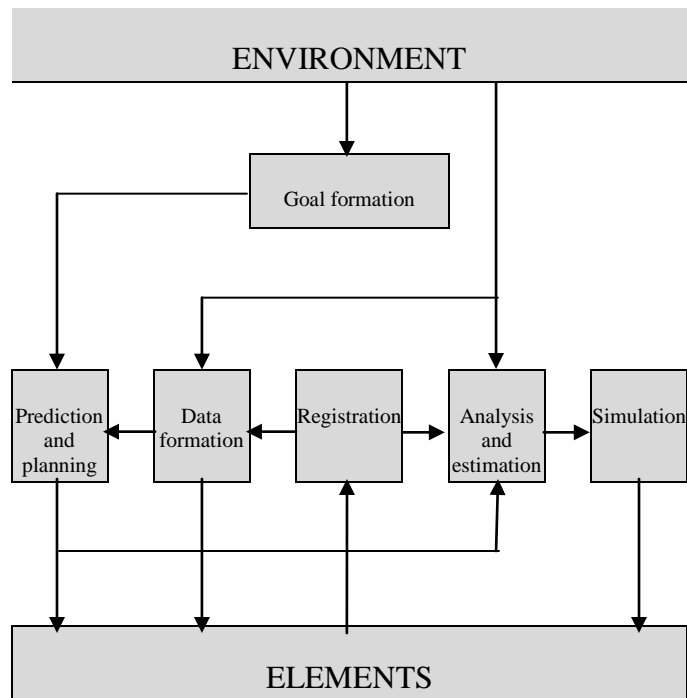 ENVIRONMENT
Goal formation
Prediction
and
planning
Data
formation
Registration
Analysis
and
estimation
Simulation
ELEMENTS